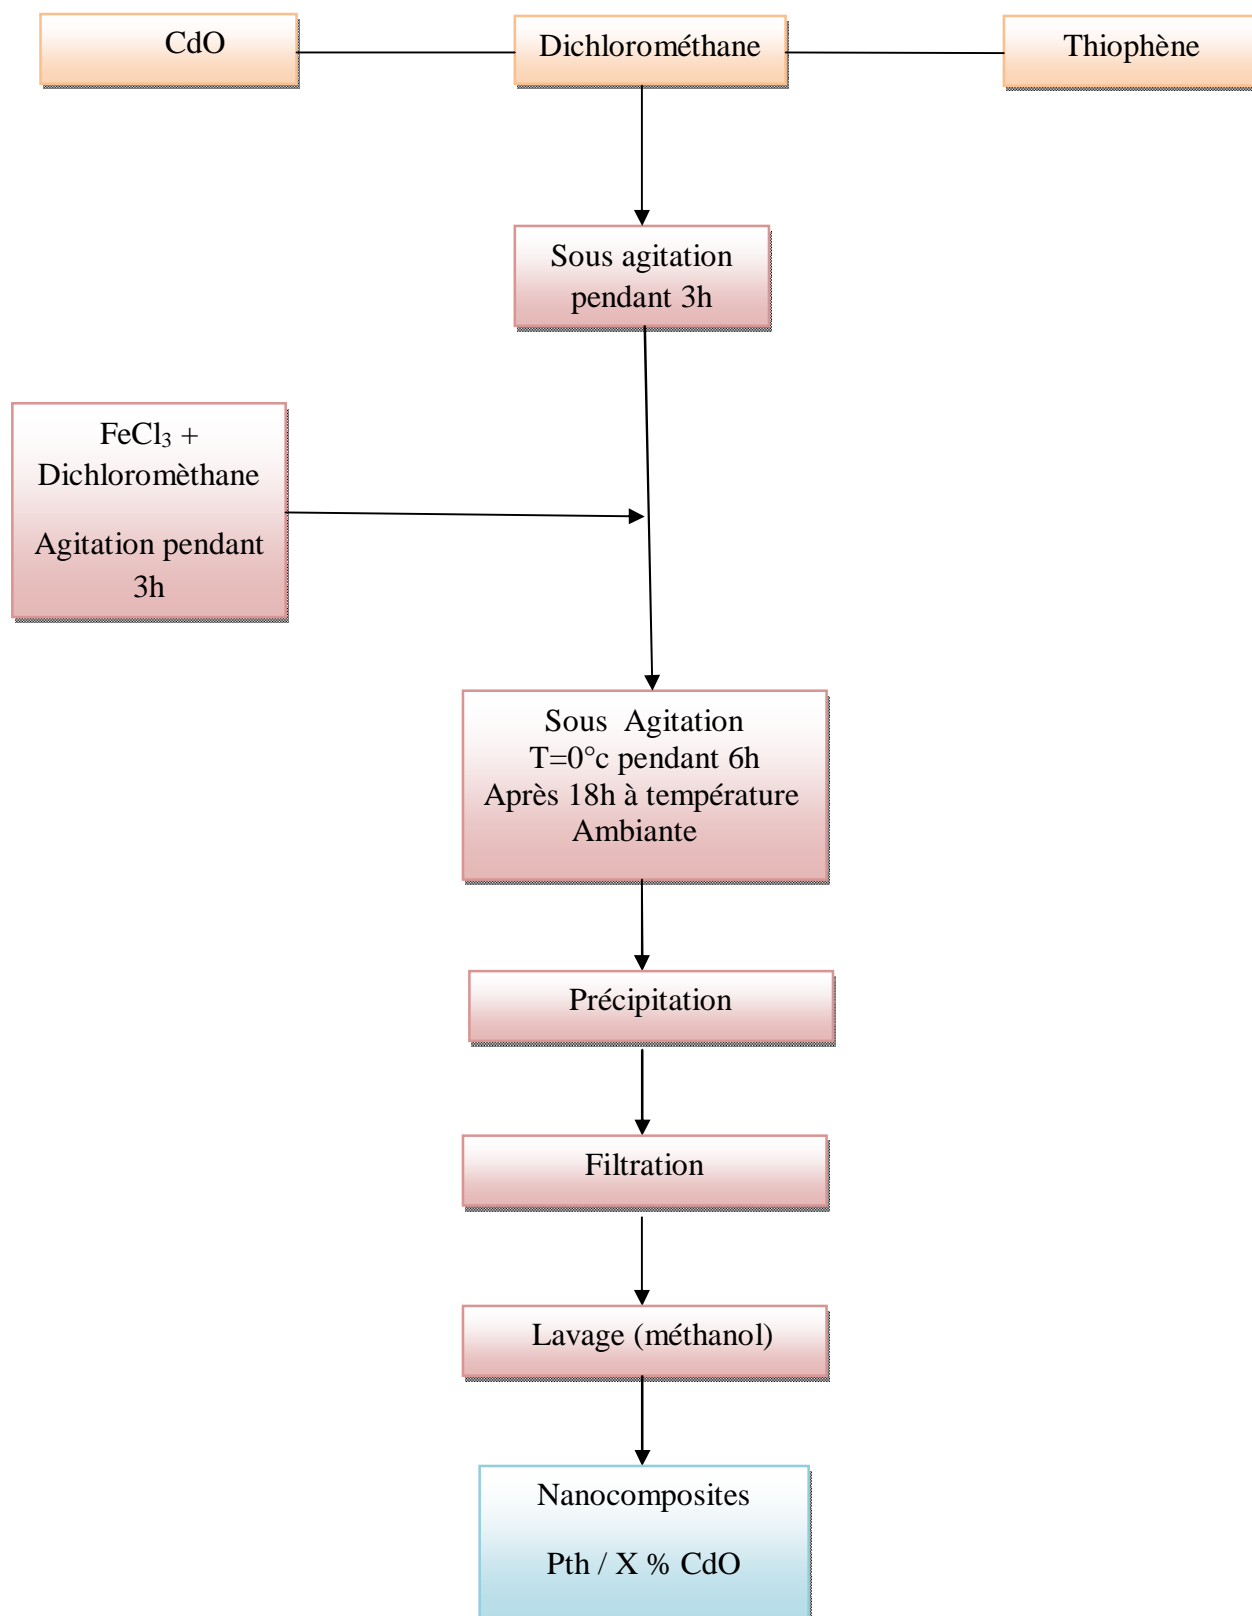 CdO
Dichlorométhane
Thiophène
Sous agitation
pendant 3h
FeCl₃ +
Dichloromèthane
Agitation pendant
3h
Sous Agitation
T=0°c pendant 6h
Après 18h à température
Ambiante
Précipitation
Filtration
Lavage (méthanol)
Nanocomposites
Pth / X % CdO